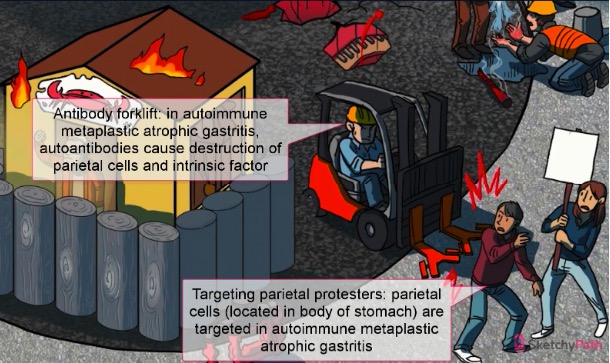 Antibody forklift: in autoimmune
metaplastic atrophic gastritis,
autoantibodies cause destruction of
parietal cells and intrinsic factor
Targeting parietal protesters: parietal
cells (located in body of stomach) are
targeted in autoimmune metaplastic
atrophic gastritis
SketchyPath